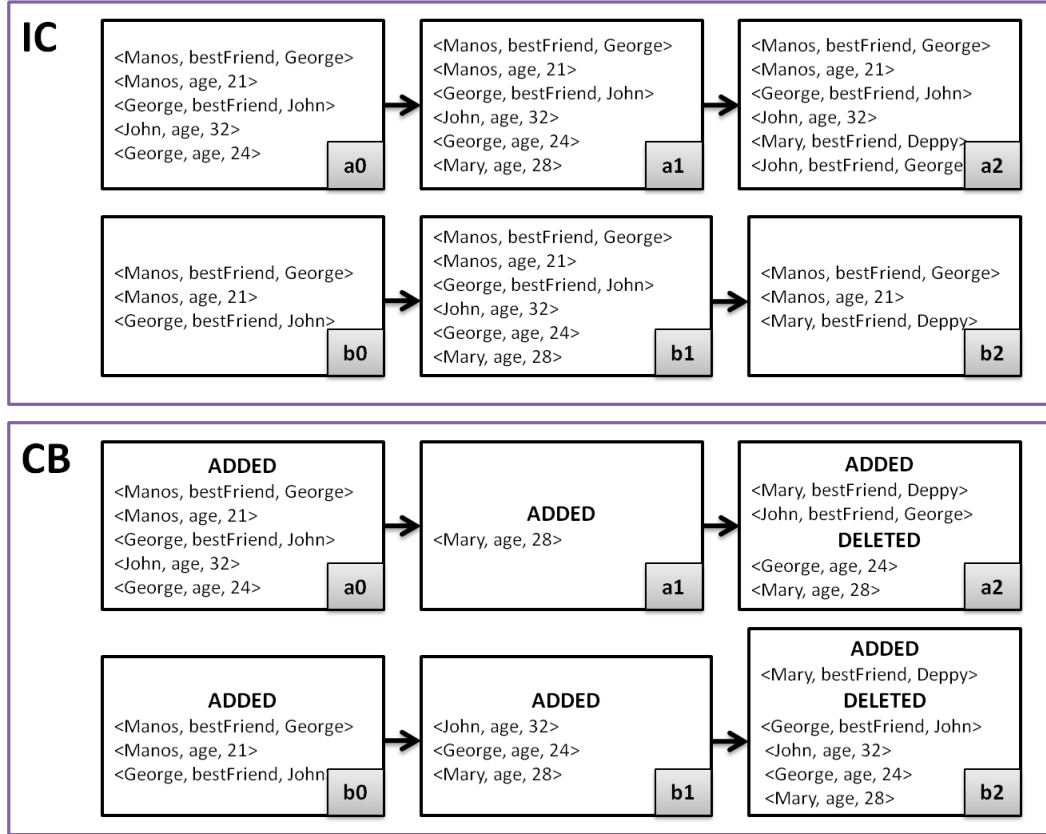 IC
<Manos, bestFriend, George>
<Manos, age, 21>
<George, bestFriend, John>
<John, age, 32>
<George, age, 24>
a0
<Manos, bestFriend, George>
<Manos, age, 21>
<George, bestFriend, John>
<John, age, 32>
<George, age, 24>
<Mary, age, 28>
a1
<Manos, bestFriend, George>
<Manos, age, 21>
<George, bestFriend, John>
<John, age, 32>
<Mary, bestFriend, Deppy>
<John, bestFriend, George
a2
<Manos, bestFriend, George>
<Manos, age, 21>
<George, bestFriend, John>
b0
<Manos, bestFriend, George>
<Manos, age, 21>
<George, bestFriend, John>
<John, age, 32>
<George, age, 24>
<Mary, age, 28>
b1
<Manos, bestFriend, George>
<Manos, age, 21>
<Mary, bestFriend, Deppy>
b2
CB
ADDED
<Manos, bestFriend, George>
<Manos, age, 21>
<George, bestFriend, John>
<John, age, 32>
<George, age, 24>
a0
ADDED
<Mary, age, 28>
a1
ADDED
<Mary, bestFriend, Deppy>
<John, bestFriend, George>
DELETED
<George, age, 24>
<Mary, age, 28>
a2
ADDED
<Manos, bestFriend, George>
<Manos, age, 21>
<George, bestFriend, John
b0
ADDED
<John, age, 32>
<George, age, 24>
<Mary, age, 28>
b1
ADDED
<Mary, bestFriend, Deppy>
DELETED
<George, bestFriend, John>
<John, age, 32>
<George, age, 24>
<Mary, age, 28>
b2